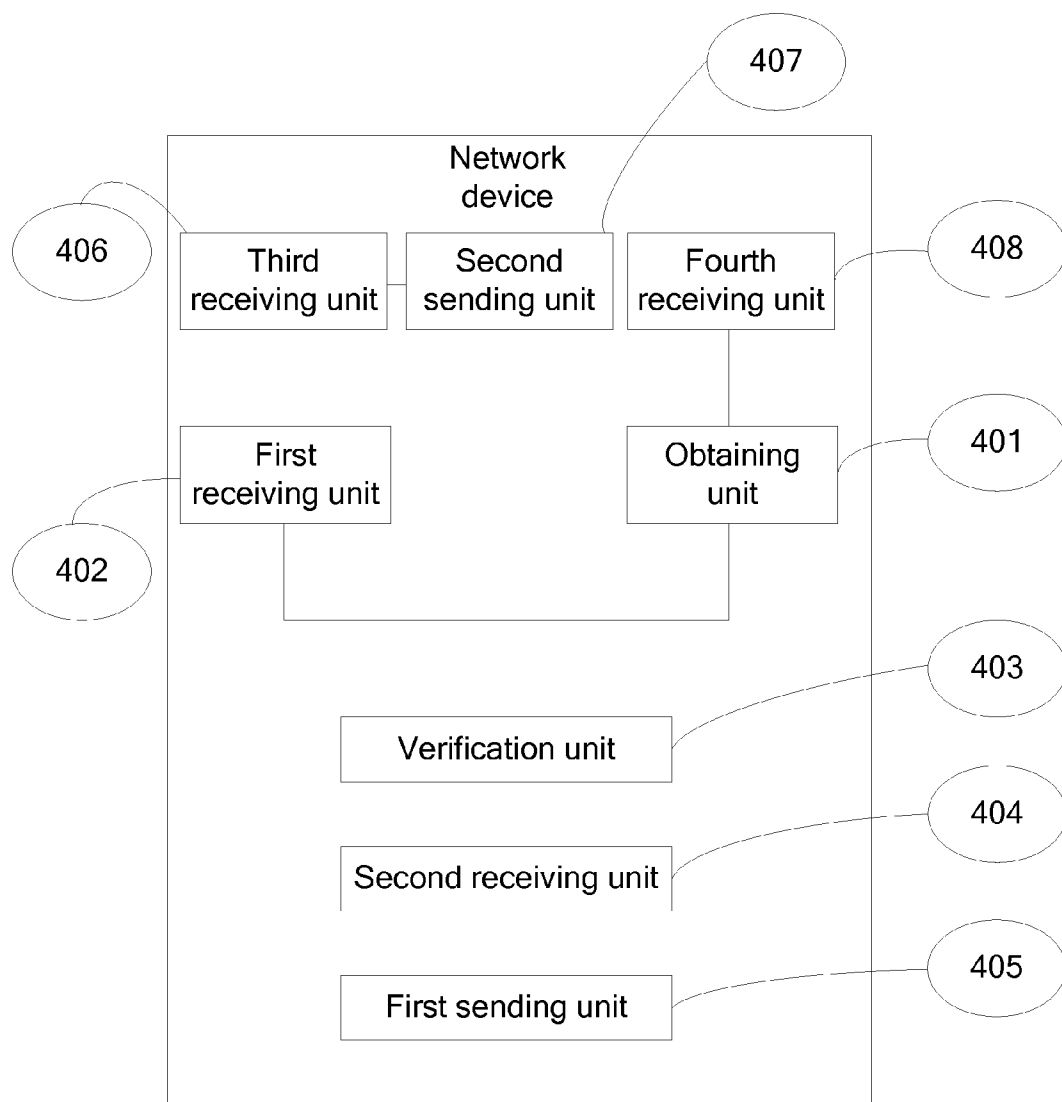 407
Network
device
406
Third
receiving unit
Second
sending unit
Fourth
receiving unit
408
First
receiving unit
Obtaining
unit
401
402
403
Verification unit
404
Second receiving unit
405
First sending unit